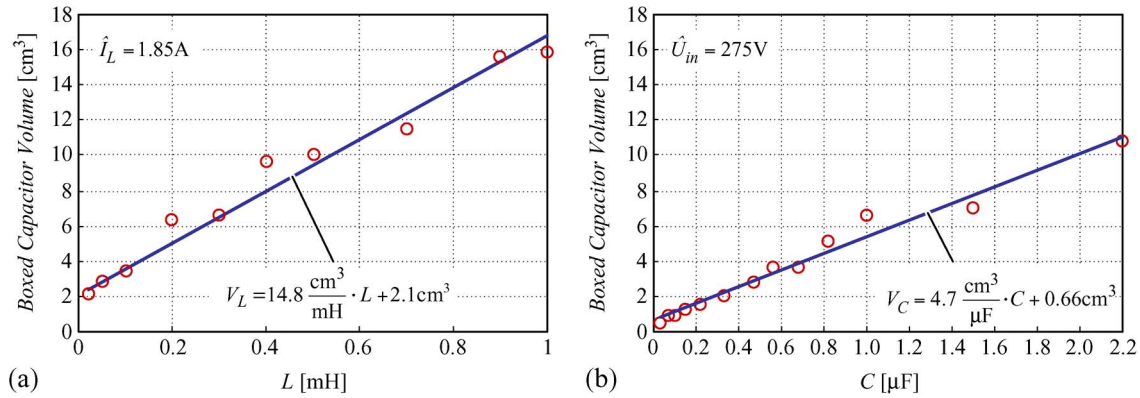 Boxed Capacitor Volume [cm³]
18
16
14
12
10
8
6
4
2
0
Î_L = 1.85A
V_L = 14.8 cm³/mH · L + 2.1cm³
0 0.2 0.4 0.6 0.8 1
L [mH]
(a)
Boxed Capacitor Volume [cm³]
18
16
14
12
10
8
6
4
2
0
Û_in = 275V
V_C = 4.7 cm³/µF · C + 0.66cm³
0 0.2 0.4 0.6 0.8 1.0 1.2 1.4 1.6 1.8 2.0 2.2
C [µF]
(b)